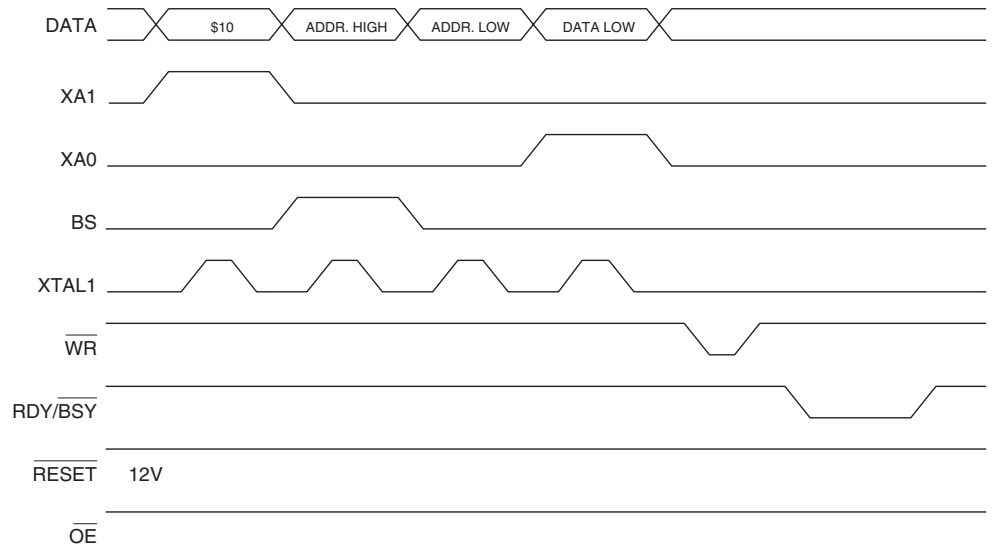 DATA $10 ADDR. HIGH ADDR. LOW DATA LOW
XA1
XA0
BS
XTAL1
WR
RDY/BSY
RESET 12V
OE